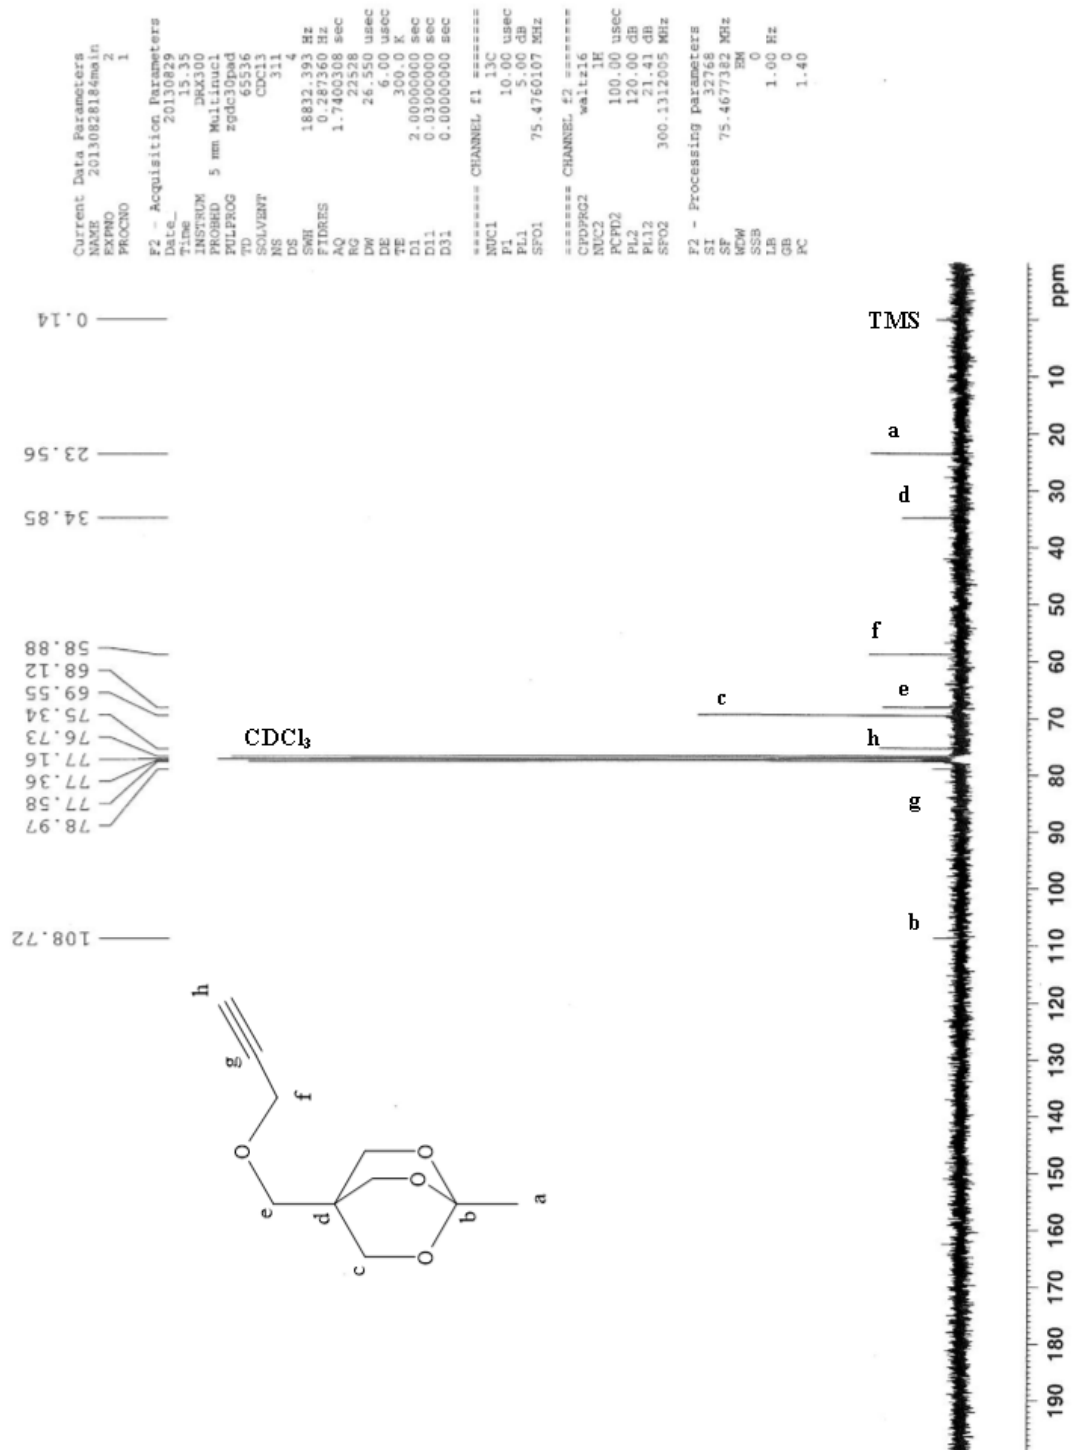 Current Data Parameters
NAME 20130828184main
EXPNO 2
PROCNO 1
F2 - Acquisition Parameters
Date_ 20130829
Time 15.35
INSTRUM DRX300
PROBHD 5 mm Multinucl
PULPROG zgdc30pad
TD 65536
SOLVENT CDCl3
NS 311
DS 4
SWH 18832.393 Hz
FIDRES 0.287360 Hz
AQ 1.7400308 sec
RG 22528
DW 26.550 usec
DE 6.00 usec
TE 300.0 K
D1 2.00000000 sec
D11 0.03000000 sec
D31 0.00000000 sec
======== CHANNEL f1 ========
NUC1 13C
P1 10.00 usec
PL1 5.00 dB
SFO1 75.4760107 MHz
======== CHANNEL f2 ========
CPDPRG2 waltz16
NUC2 1H
PCPD2 100.00 usec
PL2 120.00 dB
PL12 21.41 dB
SFO2 300.1312005 MHz
F2 - Processing parameters
SI 32768
SF 75.4677382 MHz
WDW EM
SSB 0
LB 1.00 Hz
GB 0
PC 1.40
108.72
78.97
77.58
77.36
77.16
76.73
75.34
69.55
68.12
58.88
34.85
23.56
0.14
CDCl₃
TMS
a
d
f
e
c
h
g
b
h
g
f
O
e
d
c
O
O
O
b
a
190 180 170 160 150 140 130 120 110 100 90 80 70 60 50 40 30 20 10 ppm